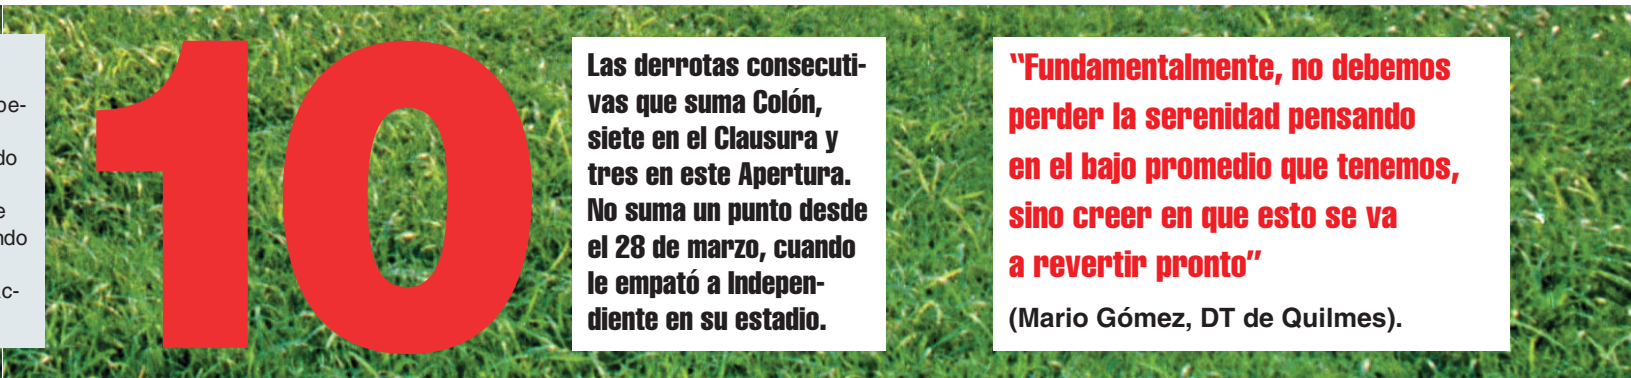 10
Las derrotas consecuti-
vas que suma Colón,
siete en el Clausura y
tres en este Apertura.
No suma un punto desde
el 28 de marzo, cuando
le empató a Indepen-
diente en su estadio.
“Fundamentalmente, no debemos
perder la serenidad pensando
en el bajo promedio que tenemos,
sino creer en que esto se va
a revertir pronto”
(Mario Gómez, DT de Quilmes).